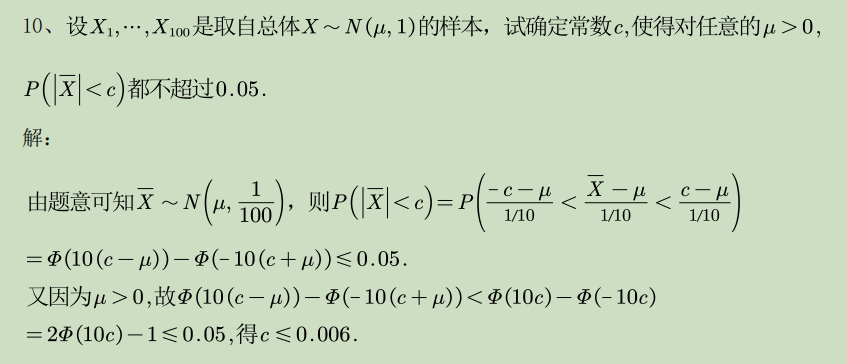 10、设X₁,⋯,X₁₀₀是取自总体X∼N(μ,1)的样本，试确定常数c,使得对任意的μ>0,
P(|X̄|<c)都不超过0.05.
解：
由题意可知X̄∼N(μ,1/100)，则P(|X̄|<c)=P((-c-μ)/(1/10)<(X̄-μ)/(1/10)<(c-μ)/(1/10))
=Φ(10(c-μ))-Φ(-10(c+μ))≤0.05.
又因为μ>0,故Φ(10(c-μ))-Φ(-10(c+μ))<Φ(10c)-Φ(-10c)
=2Φ(10c)-1≤0.05,得c≤0.006.